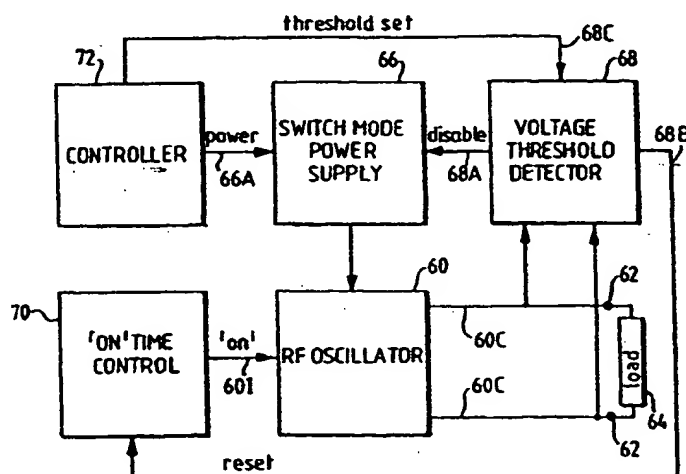 threshold set
72
66
68C
68
CONTROLLER
power
66A
SWITCH MODE
POWER
SUPPLY
disable
68A
VOLTAGE
THRESHOLD
DETECTOR
68B
70
'ON' TIME
CONTROL
'on'
60I
60
RF OSCILLATOR
60C
60C
62
load
64
62
reset